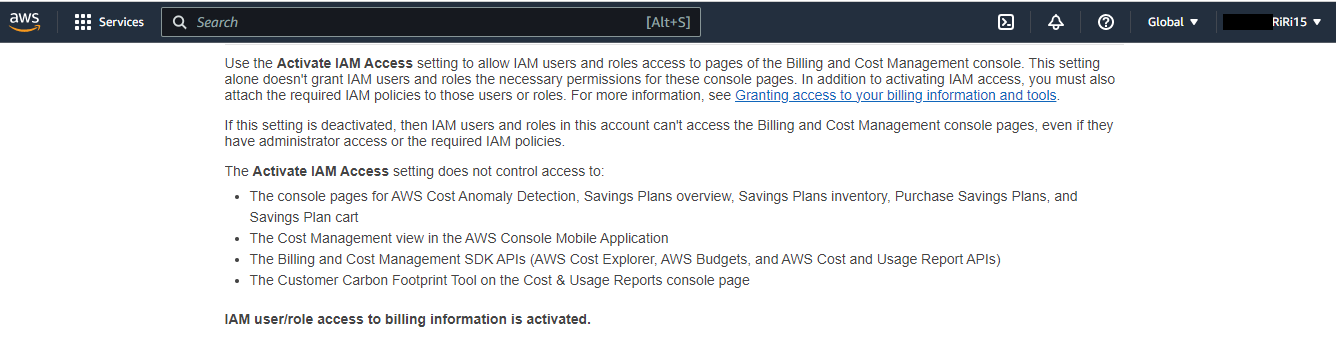 aws
Services
Search
[Alt+S]
Global
RiRi15
Use the Activate IAM Access setting to allow IAM users and roles access to pages of the Billing and Cost Management console. This setting
alone doesn't grant IAM users and roles the necessary permissions for these console pages. In addition to activating IAM access, you must also
attach the required IAM policies to those users or roles. For more information, see Granting access to your billing information and tools.
If this setting is deactivated, then IAM users and roles in this account can't access the Billing and Cost Management console pages, even if they
have administrator access or the required IAM policies.
The Activate IAM Access setting does not control access to:
• The console pages for AWS Cost Anomaly Detection, Savings Plans overview, Savings Plans inventory, Purchase Savings Plans, and
Savings Plan cart
• The Cost Management view in the AWS Console Mobile Application
• The Billing and Cost Management SDK APIs (AWS Cost Explorer, AWS Budgets, and AWS Cost and Usage Report APIs)
• The Customer Carbon Footprint Tool on the Cost & Usage Reports console page
IAM user/role access to billing information is activated.